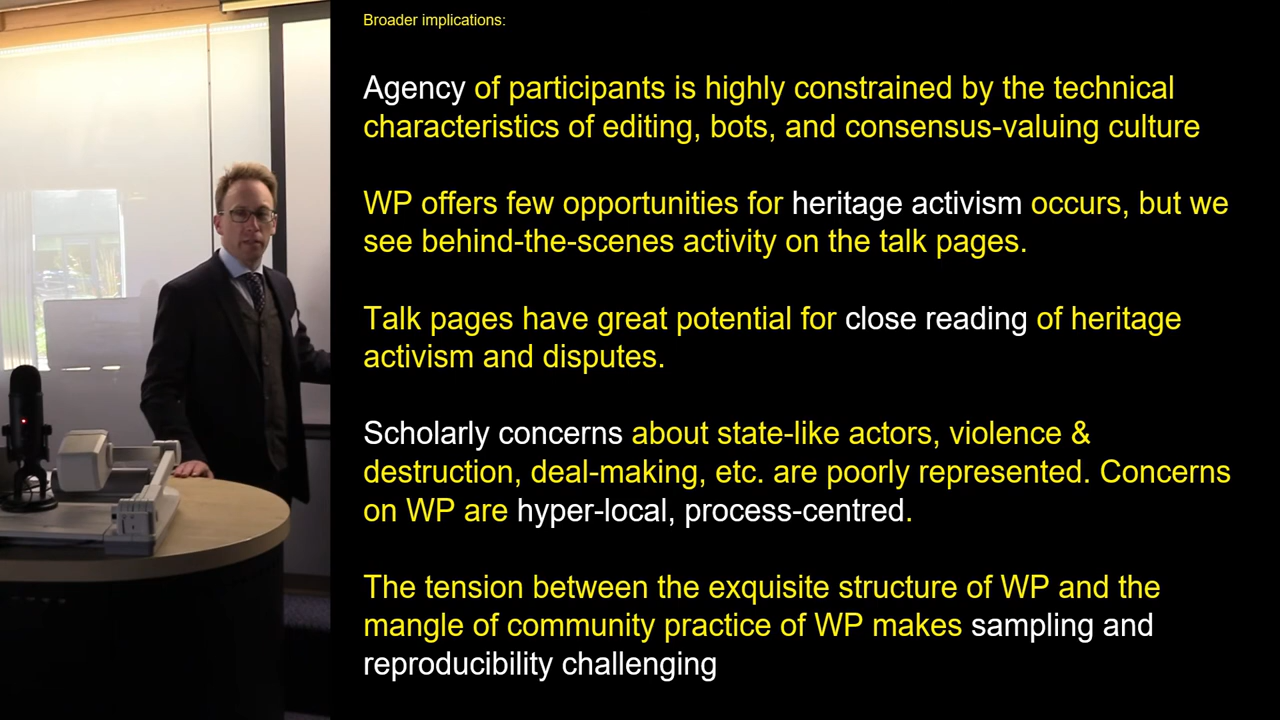 Broader implications:
Agency of participants is highly constrained by the technical
characteristics of editing, bots, and consensus-valuing culture
WP offers few opportunities for heritage activism occurs, but we
see behind-the-scenes activity on the talk pages.
Talk pages have great potential for close reading of heritage
activism and disputes.
Scholarly concerns about state-like actors, violence &
destruction, deal-making, etc. are poorly represented. Concerns
on WP are hyper-local, process-centred.
The tension between the exquisite structure of WP and the
mangle of community practice of WP makes sampling and
reproducibility challenging